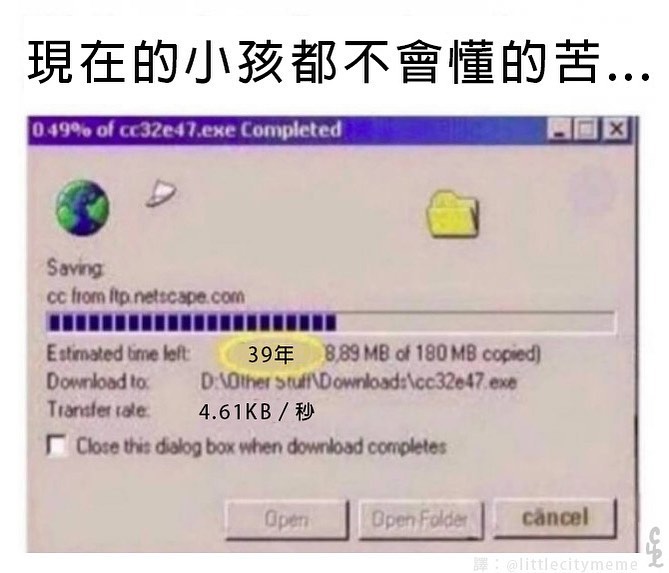 現在的小孩都不會懂的苦...
0.49% of cc32e47.exe Completed
Saving:
cc from ftp.netscape.com
Estimated time left: 39年 8,89 MB of 180 MB copied)
Download to: D:\Other Stuff\Downloads\cc32e47.exe
Transfer rate: 4.61KB / 秒
Close this dialog box when download completes
Open Open Folder cancel
譯：@littlecitymeme